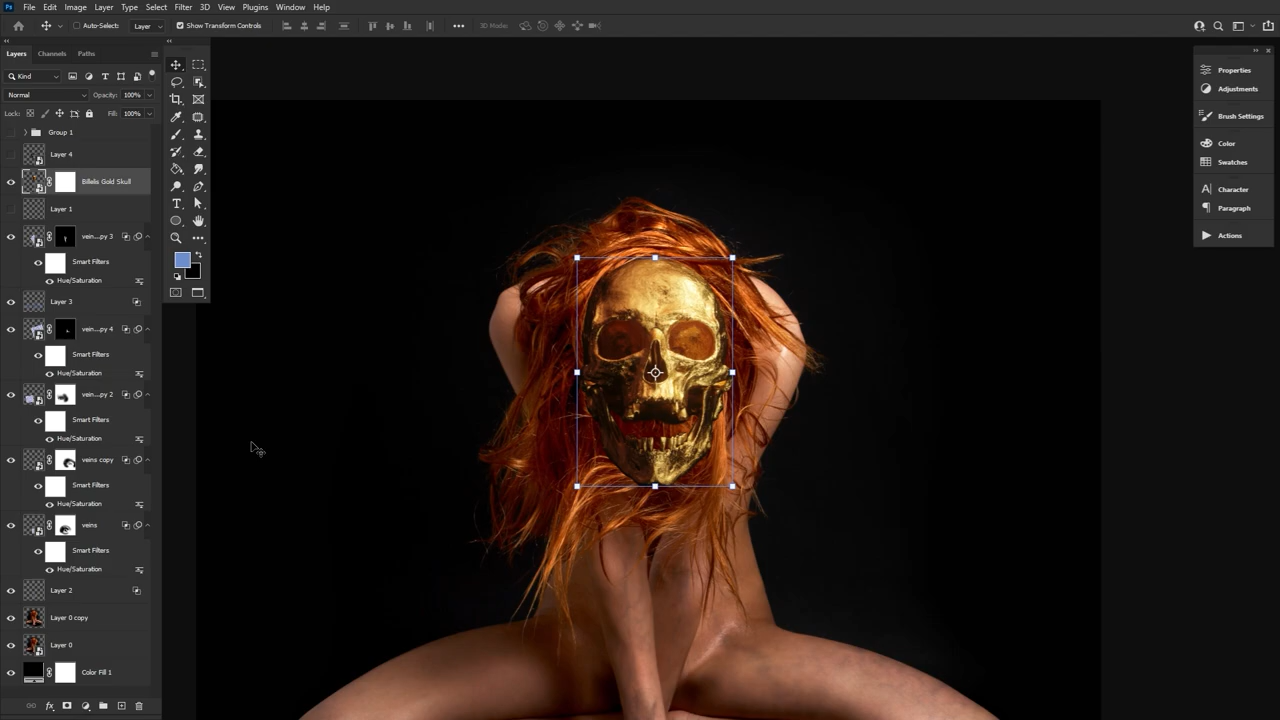 Ps File Edit Image Layer Type Select Filter 3D View Plugins Window Help
Auto-Select: Layer Show Transform Controls 3D Mode:
Layers Channels Paths
Kind
Normal Opacity: 100%
Lock: Fill: 100%
Group 1
Layer 4
Billelis Gold Skull
Layer 1
vein...py 3
Smart Filters
Hue/Saturation
Layer 3
vein...py 4
Smart Filters
Hue/Saturation
vein...py 2
Smart Filters
Hue/Saturation
veins copy
Smart Filters
Hue/Saturation
veins
Smart Filters
Hue/Saturation
Layer 2
Layer 0 copy
Layer 0
Color Fill 1
fx
Properties
Adjustments
Brush Settings
Color
Swatches
Character
Paragraph
Actions